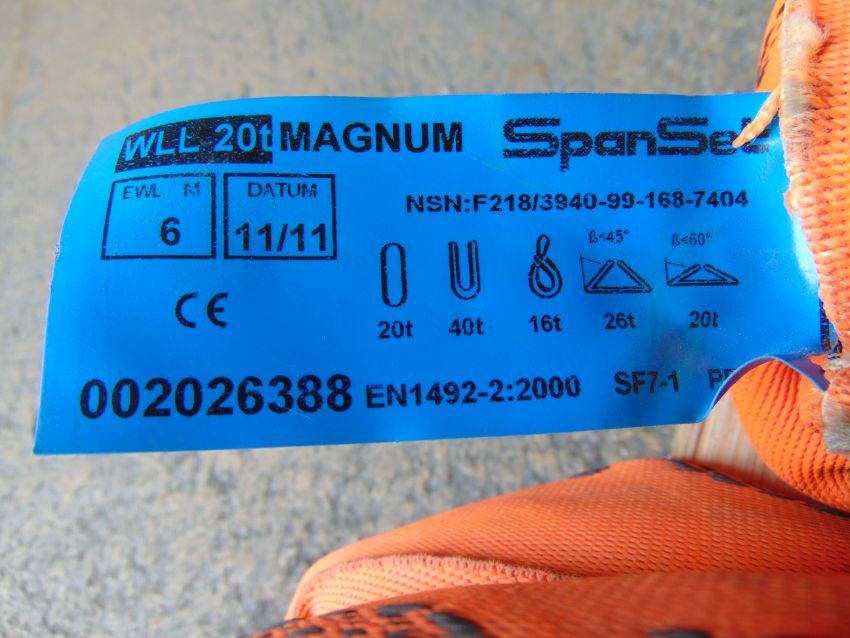 WLL 20t MAGNUM SpanSet
EWL M
6
DATUM
11/11
NSN:F218/3940-99-168-7404
ß≤45° ß≤60°
20t 40t 16t 26t 20t
CE
002026388 EN1492-2:2000 SF7-1